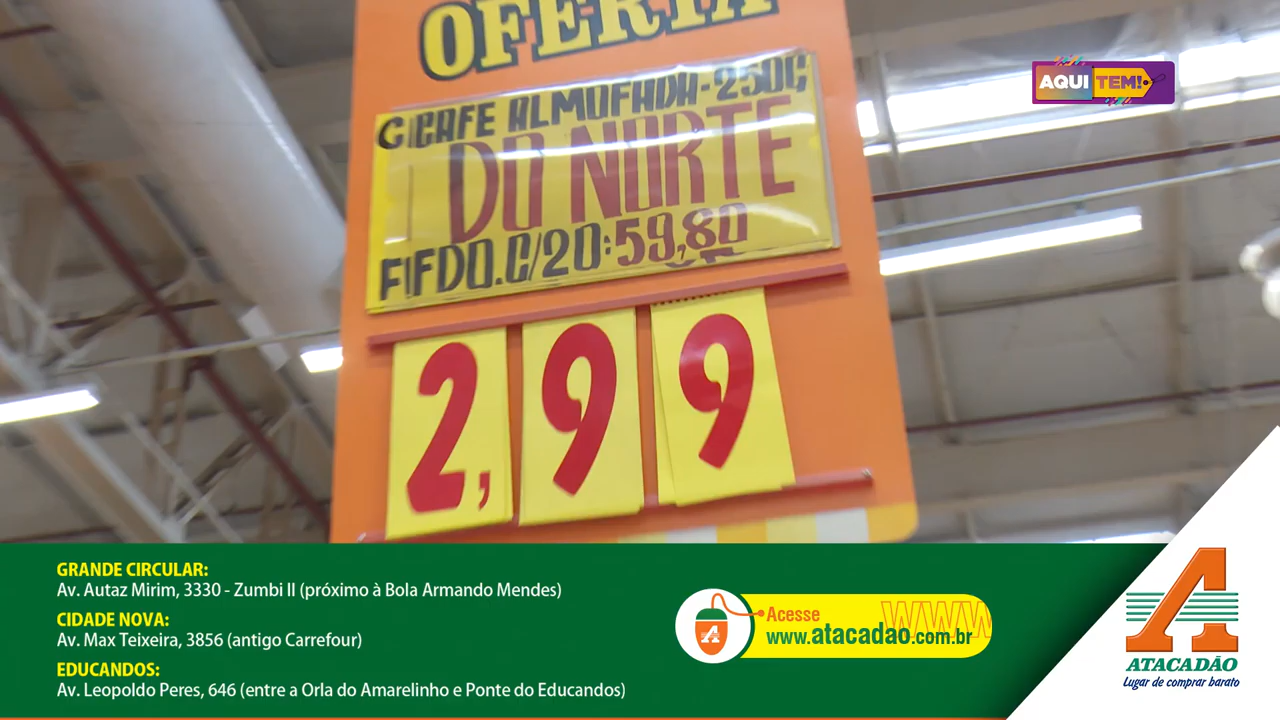 OFERTA
AQUI TEM!
C CAFE ALMOFADA-250G
DO NORTE
F FDO.C/20:59,80
2,99
GRANDE CIRCULAR:
Av. Autaz Mirim, 3330 - Zumbi II (próximo à Bola Armando Mendes)
CIDADE NOVA:
Av. Max Teixeira, 3856 (antigo Carrefour)
EDUCANDOS:
Av. Leopoldo Peres, 646 (entre a Orla do Amarelinho e Ponte do Educandos)
Acesse
WWW
www.atacadao.com.br
ATACADÃO
Lugar de comprar barato